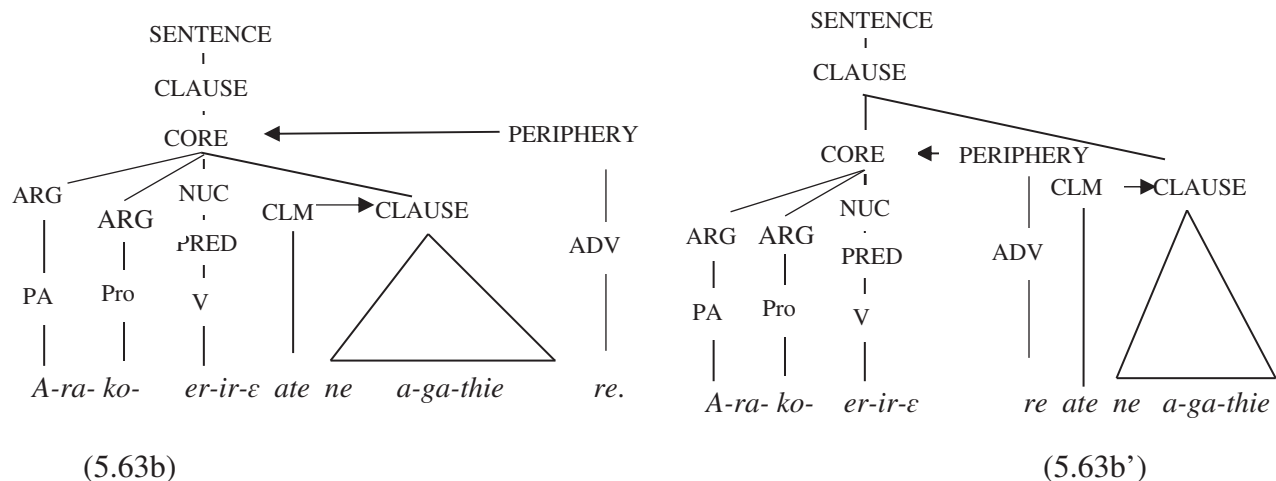 SENTENCE
CLAUSE
CORE
PERIPHERY
ARG
ARG
NUC
CLM
CLAUSE
PRED
ADV
PA
Pro
V
A-ra- ko- er-ir-ɛ ate ne a-ga-thie re.
(5.63b)
SENTENCE
CLAUSE
CORE
PERIPHERY
CLM
CLAUSE
NUC
ARG
ARG
PRED
ADV
PA
Pro
V
A-ra- ko- er-ir-ɛ re ate ne a-ga-thie
(5.63b’)